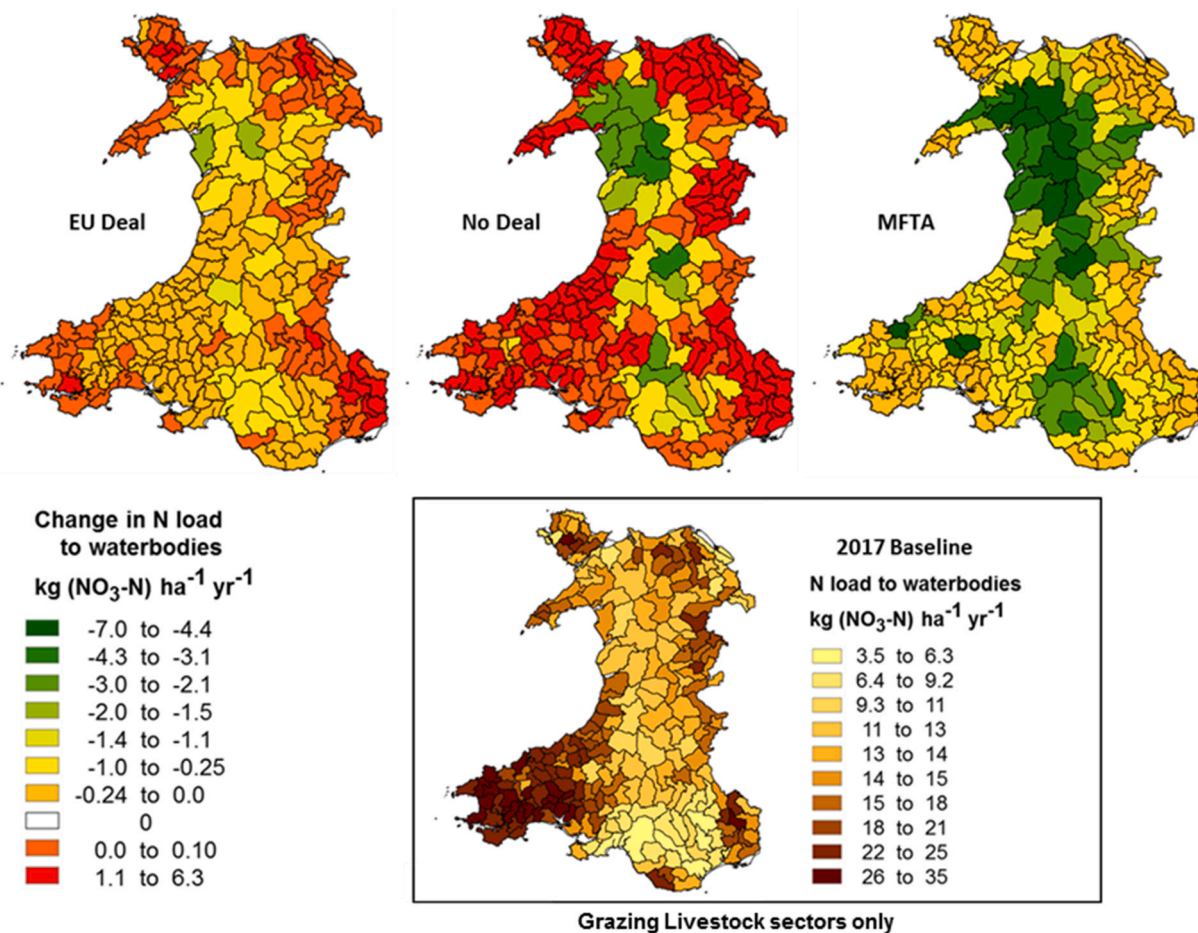 EU Deal
No Deal
MFTA
Change in N load
to waterbodies
kg (NO₃-N) ha⁻¹ yr⁻¹
-7.0 to -4.4
-4.3 to -3.1
-3.0 to -2.1
-2.0 to -1.5
-1.4 to -1.1
-1.0 to -0.25
-0.24 to 0.0
0
0.0 to 0.10
1.1 to 6.3
2017 Baseline
N load to waterbodies
kg (NO₃-N) ha⁻¹ yr⁻¹
3.5 to 6.3
6.4 to 9.2
9.3 to 11
11 to 13
13 to 14
14 to 15
15 to 18
18 to 21
22 to 25
26 to 35
Grazing Livestock sectors only